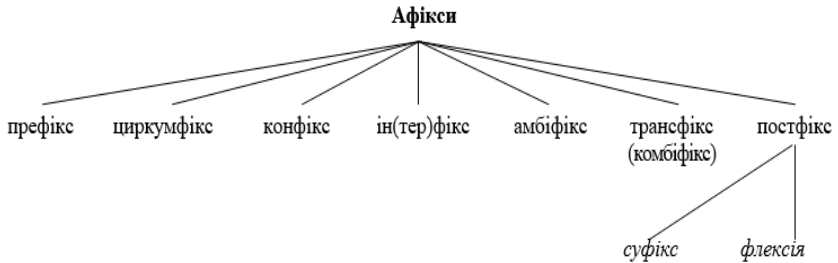 Афікси
префікс циркумфікс конфікс ін(тер)фікс амбіфікс трансфікс постфікс
(комбіфікс)
суфікс флексія